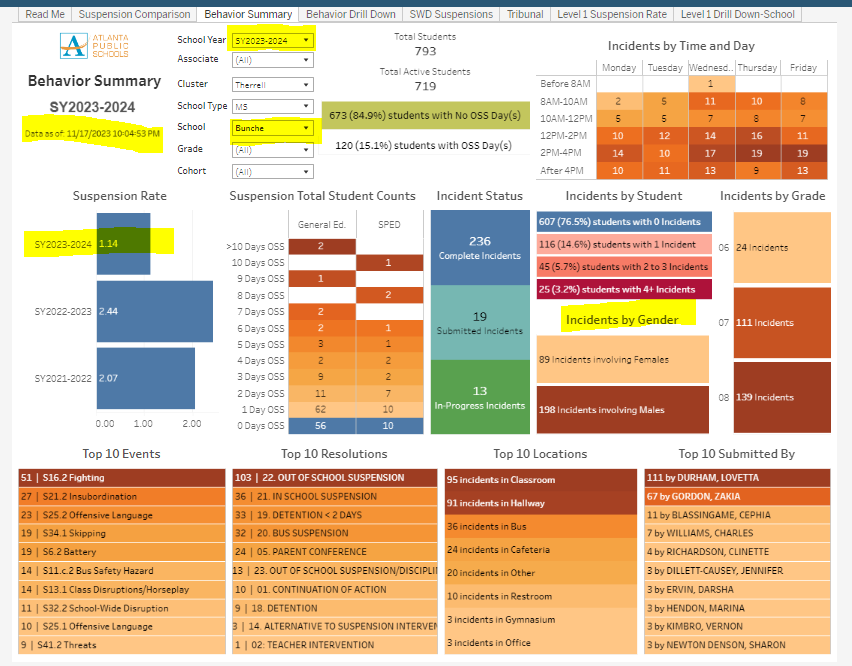 Read Me
Suspension Comparison
Behavior Summary
Behavior Drill Down
SWD Suspensions
Tribunal
Level 1 Suspension Rate
Level 1 Drill Down-School
ATLANTA
PUBLIC
SCHOOLS
Behavior Summary
SY2023-2024
Data as of: 11/17/2023 10:04:53 PM
School Year SY2023-2024
Associate (All)
Cluster Therrell
School Type MS
School Bunche
Grade (All)
Cohort (All)
Total Students
793
Total Active Students
719
673 (84.9%) students with No OSS Day(s)
120 (15.1%) students with OSS Day(s)
Incidents by Time and Day
Monday Tuesday Wednesd.. Thursday Friday
Before 8AM 1
8AM-10AM 2 5 11 10 8
10AM-12PM 5 5 7 8 7
12PM-2PM 10 12 14 16 11
2PM-4PM 14 10 17 19 19
After 4PM 10 11 13 9 13
Suspension Rate
SY2023-2024 1.14
SY2022-2023 2.44
SY2021-2022 2.07
0.00 1.00 2.00
Suspension Total Student Counts
General Ed. SPED
>10 Days OSS 2
10 Days OSS 1
9 Days OSS 1
8 Days OSS 2
7 Days OSS 2
6 Days OSS 2 1
5 Days OSS 3 1
4 Days OSS 2 2
3 Days OSS 9 2
2 Days OSS 11 7
1 Day OSS 62 10
0 Days OSS 56 10
Incident Status
236
Complete Incidents
19
Submitted Incidents
13
In-Progress Incidents
Incidents by Student
607 (76.5%) students with 0 Incidents
116 (14.6%) students with 1 Incident
45 (5.7%) students with 2 to 3 Incidents
25 (3.2%) students with 4+ Incidents
Incidents by Gender
89 Incidents involving Females
198 Incidents involving Males
Incidents by Grade
06 24 Incidents
07 111 Incidents
08 139 Incidents
Top 10 Events
51 | S16.2 Fighting
27 | S21.2 Insubordination
23 | S25.2 Offensive Language
19 | S34.1 Skipping
19 | S6.2 Battery
14 | S11.c.2 Bus Safety Hazard
14 | S13.1 Class Disruptions/Horseplay
11 | S32.2 School-Wide Disruption
10 | S25.1 Offensive Language
9 | S41.2 Threats
Top 10 Resolutions
103 | 22. OUT OF SCHOOL SUSPENSION
36 | 21. IN SCHOOL SUSPENSION
33 | 19. DETENTION < 2 DAYS
32 | 20. BUS SUSPENSION
24 | 05. PARENT CONFERENCE
13 | 23. OUT OF SCHOOL SUSPENSION/DISCIPLI
10 | 01. CONTINUATION OF ACTION
9 | 18. DETENTION
3 | 14. ALTERNATIVE TO SUSPENSION INTERVEN
1 | 02: TEACHER INTERVENTION
Top 10 Locations
95 incidents in Classroom
91 incidents in Hallway
36 incidents in Bus
24 incidents in Cafeteria
20 incidents in Other
10 incidents in Restroom
3 incidents in Gymnasium
3 incidents in Office
Top 10 Submitted By
111 by DURHAM, LOVETTA
67 by GORDON, ZAKIA
11 by BLASSINGAME, CEPHIA
7 by WILLIAMS, CHARLES
4 by RICHARDSON, CLINETTE
3 by DILLETT-CAUSEY, JENNIFER
3 by ERVIN, DARSHA
3 by HENDON, MARINA
3 by KIMBRO, VERNON
3 by NEWTON DENSON, SHARON